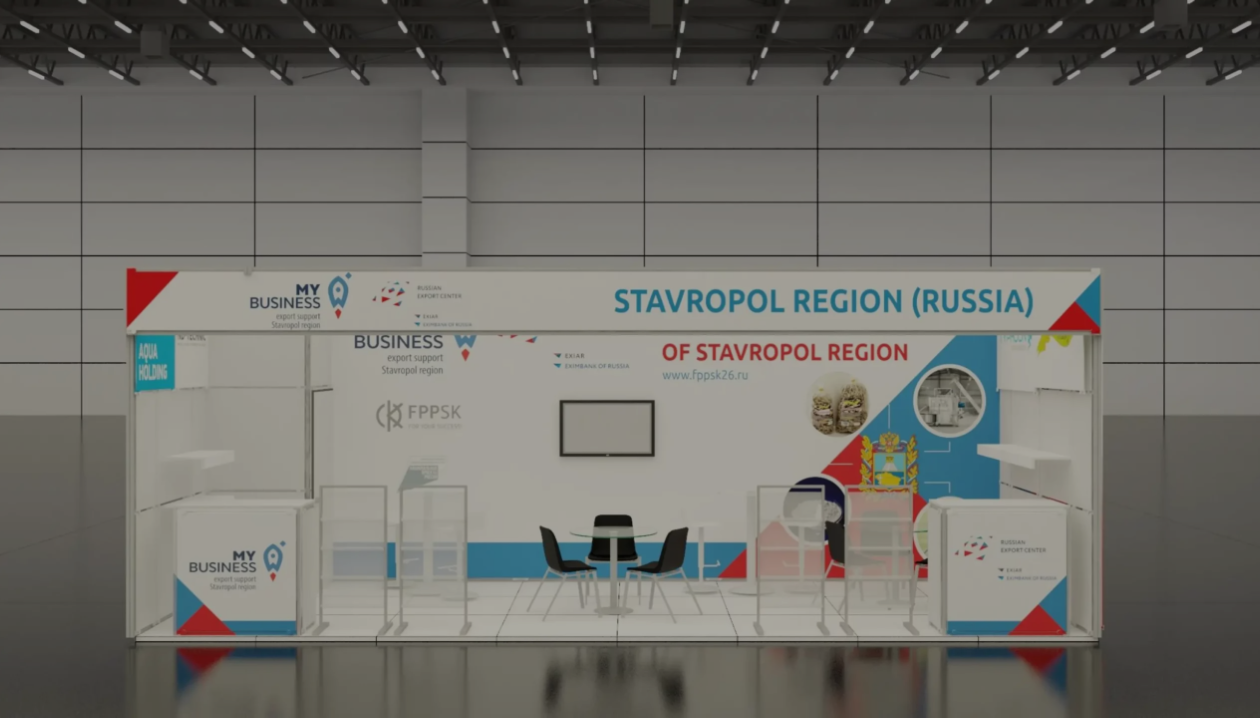 MY
BUSINESS
export support
Stavropol region
RUSSIAN
EXPORT CENTER
EXIAR
EXIMBANK OF RUSSIA
STAVROPOL REGION (RUSSIA)
AQUA
HOLDING
BUSINESS
export support
Stavropol region
EXIAR
EXIMBANK OF RUSSIA
OF STAVROPOL REGION
www.fppsk26.ru
FPPSK
MY
BUSINESS
export support
Stavropol region
RUSSIAN
EXPORT CENTER
EXIAR
EXIMBANK OF RUSSIA